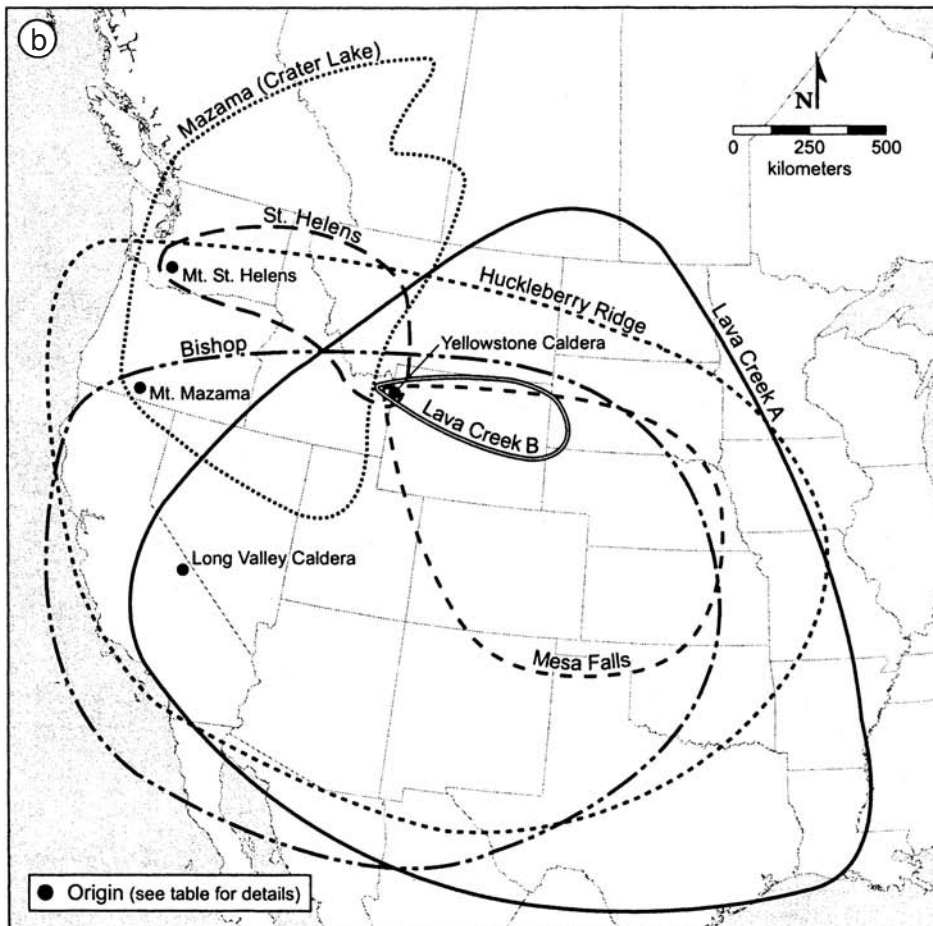 b
Mazama (Crater Lake)
N
0 250 500
kilometers
St. Helens
Mt. St. Helens
Huckleberry Ridge
Lava Creek A
Bishop
Yellowstone Caldera
Mt. Mazama
Lava Creek B
Long Valley Caldera
Mesa Falls
Origin (see table for details)